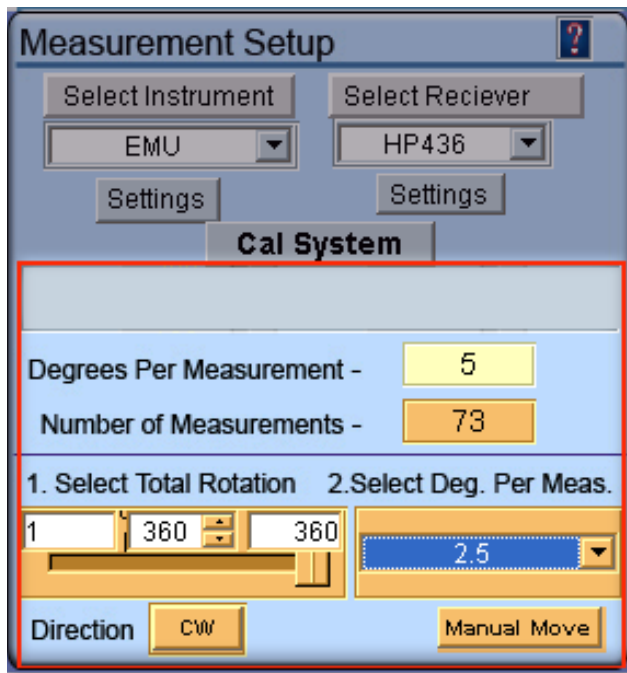 Measurement Setup ?
Select Instrument Select Reciever
EMU HP436
Settings Settings
Cal System
Degrees Per Measurement - 5
Number of Measurements - 73
1. Select Total Rotation 2.Select Deg. Per Meas.
1 360 360 2.5
Direction CW Manual Move